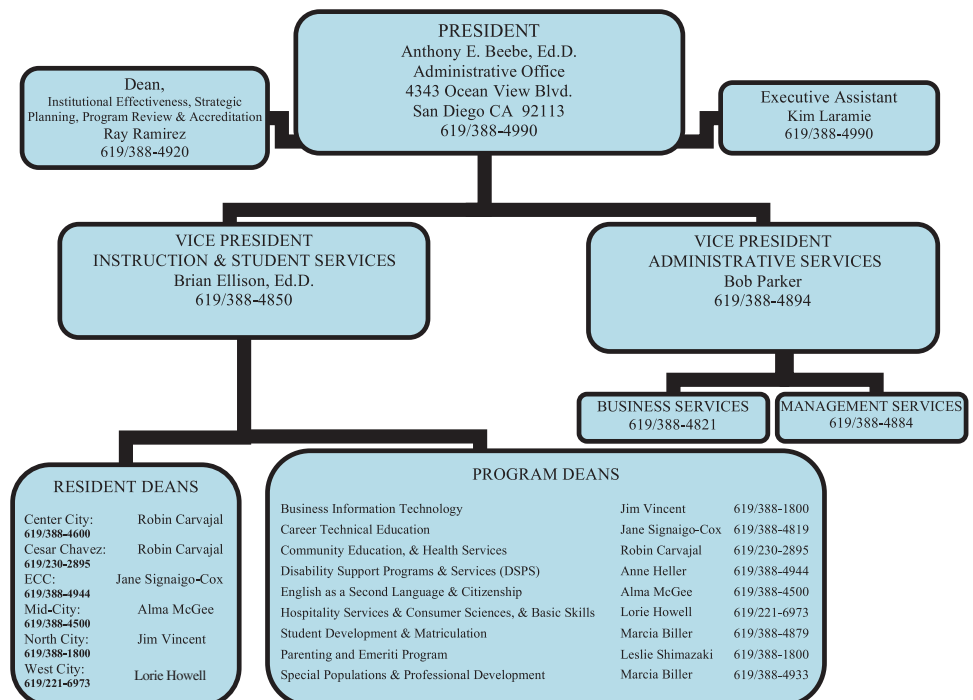 PRESIDENT
Anthony E. Beebe, Ed.D.
Administrative Office
4343 Ocean View Blvd.
San Diego CA 92113
619/388-4990
Dean,
Institutional Effectiveness, Strategic
Planning, Program Review & Accreditation
Ray Ramirez
619/388-4920
Executive Assistant
Kim Laramie
619/388-4990
VICE PRESIDENT
INSTRUCTION & STUDENT SERVICES
Brian Ellison, Ed.D.
619/388-4850
VICE PRESIDENT
ADMINISTRATIVE SERVICES
Bob Parker
619/388-4894
BUSINESS SERVICES
619/388-4821
MANAGEMENT SERVICES
619/388-4884
RESIDENT DEANS
Center City: Robin Carvajal
619/388-4600
Cesar Chavez: Robin Carvajal
619/230-2895
ECC: Jane Signaigo-Cox
619/388-4944
Mid-City: Alma McGee
619/388-4500
North City: Jim Vincent
619/388-1800
West City: Lorie Howell
619/221-6973
PROGRAM DEANS
Business Information Technology Jim Vincent 619/388-1800
Career Technical Education Jane Signaigo-Cox 619/388-4819
Community Education, & Health Services Robin Carvajal 619/230-2895
Disability Support Programs & Services (DSPS) Anne Heller 619/388-4944
English as a Second Language & Citizenship Alma McGee 619/388-4500
Hospitality Services & Consumer Sciences, & Basic Skills Lorie Howell 619/221-6973
Student Development & Matriculation Marcia Biller 619/388-4879
Parenting and Emeriti Program Leslie Shimazaki 619/388-1800
Special Populations & Professional Development Marcia Biller 619/388-4933